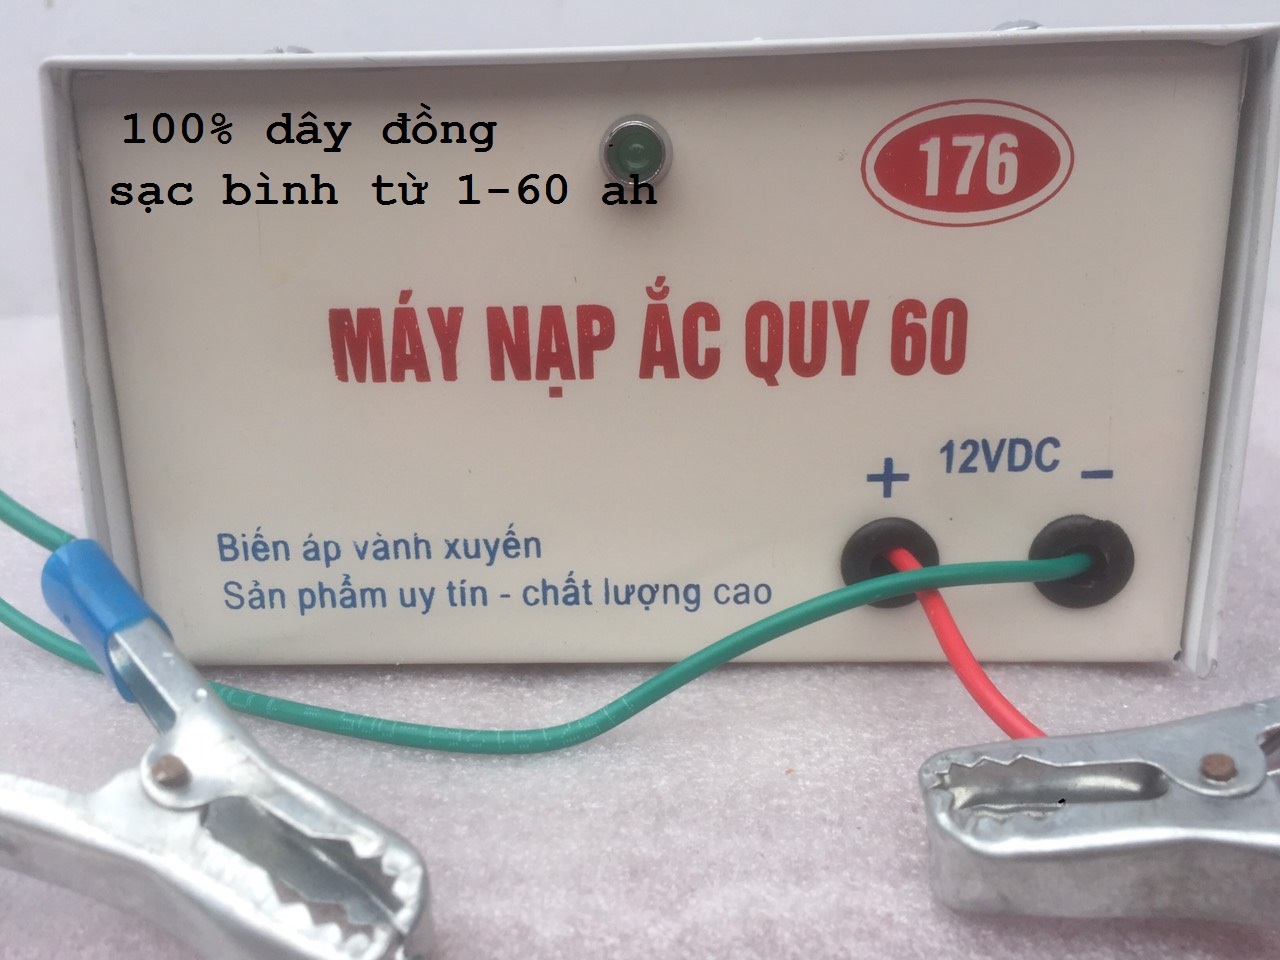 100% dây đồng
sạc bình từ 1-60 ah
176
MÁY NẠP ẮC QUY 60
+ 12VDC -
Biến áp vành xuyến
Sản phẩm uy tín - chất lượng cao